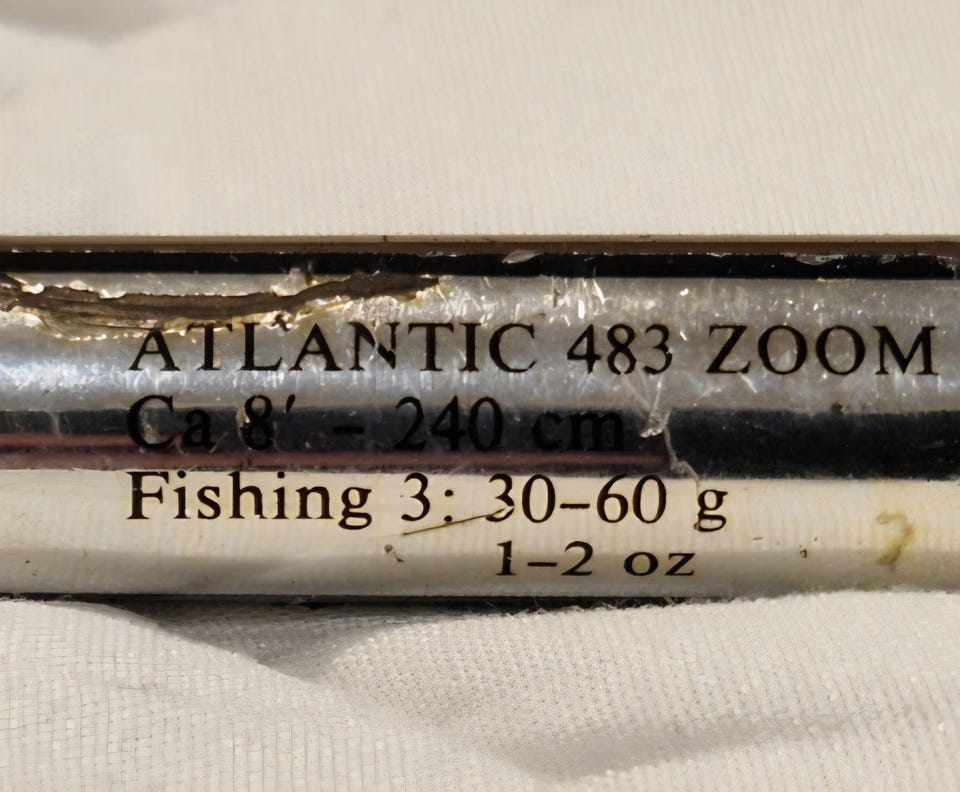 ATLANTIC 483 ZOOM
Ca 8' - 240 cm
Fishing 3: 30-60 g
1-2 oz